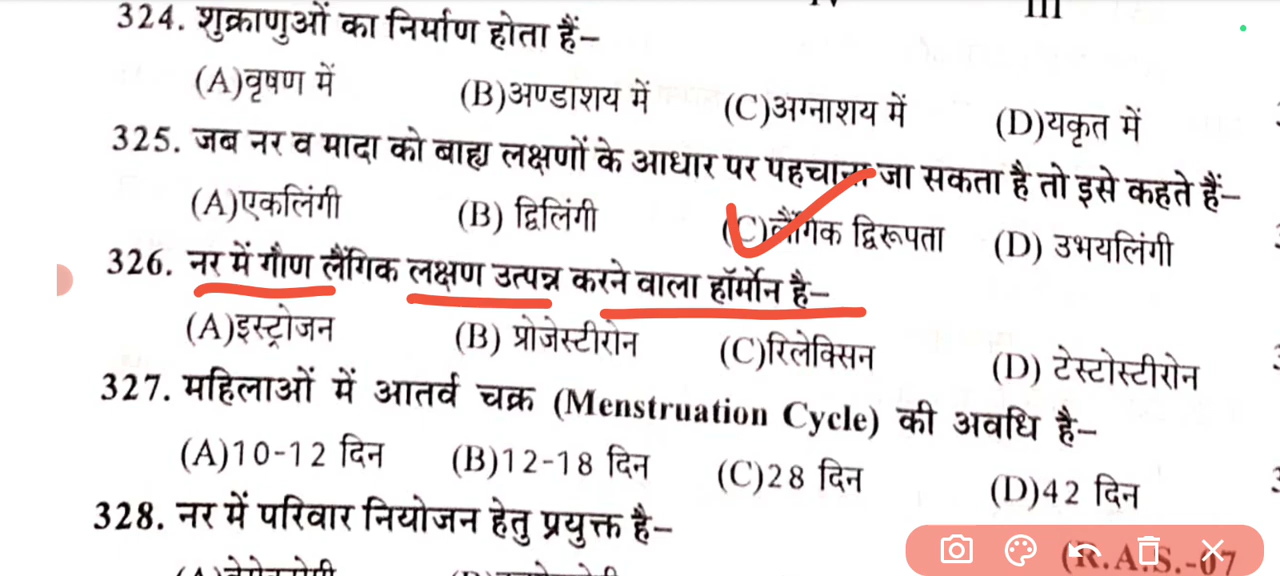 III
324. शुक्राणुओं का निर्माण होता हैं–
(A)वृषण में (B)अण्डाशय में (C)अग्नाशय में (D)यकृत में
325. जब नर व मादा को बाह्य लक्षणों के आधार पर पहचाना जा सकता है तो इसे कहते हैं–
(A)एकलिंगी (B) द्विलिंगी (C)लैंगिक द्विरूपता (D) उभयलिंगी
326. नर में गौण लैंगिक लक्षण उत्पन्न करने वाला हॉर्मोन है–
(A)इस्ट्रोजन (B) प्रोजेस्टीरोन (C)रिलेक्सिन (D) टेस्टोस्टीरोन
327. महिलाओं में आतर्व चक्र (Menstruation Cycle) की अवधि है–
(A)10-12 दिन (B)12-18 दिन (C)28 दिन (D)42 दिन
328. नर में परिवार नियोजन हेतु प्रयुक्त है–
(R.A.S.-07